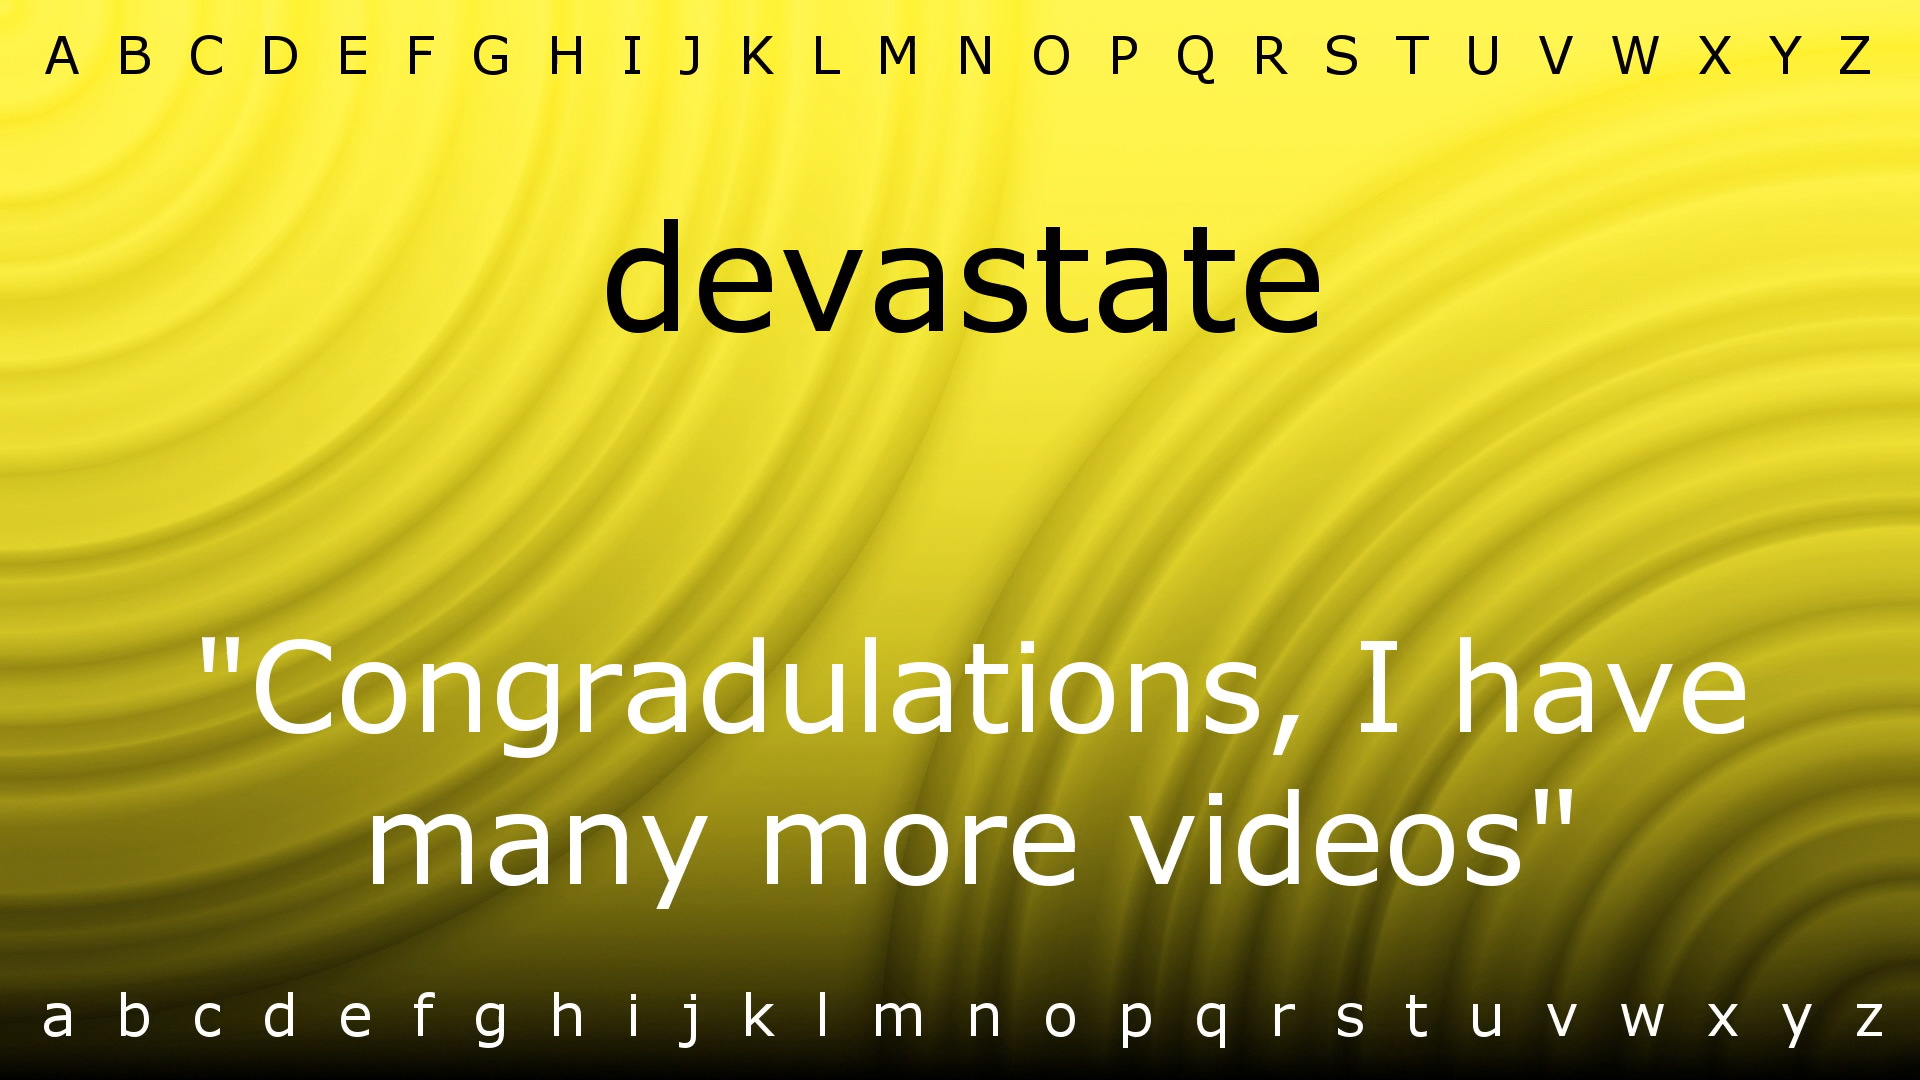 A B C D E F G H I J K L M N O P Q R S T U V W X Y Z
devastate
"Congradulations, I have
many more videos"
a b c d e f g h i j k l m n o p q r s t u v w x y z